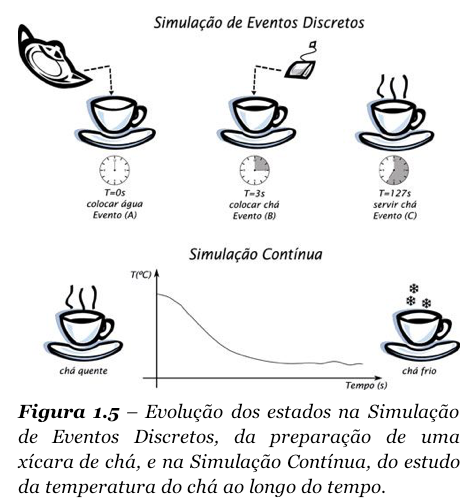 Simulação de Eventos Discretos
T=0s
colocar água
Evento (A)
T=3s
colocar chá
Evento (B)
T=127s
servir chá
Evento (C)
Simulação Contínua
T(ºC)
chá quente
chá frio
Tempo (s)
Figura 1.5 – Evolução dos estados na Simulação
de Eventos Discretos, da preparação de uma
xícara de chá, e na Simulação Contínua, do estudo
da temperatura do chá ao longo do tempo.